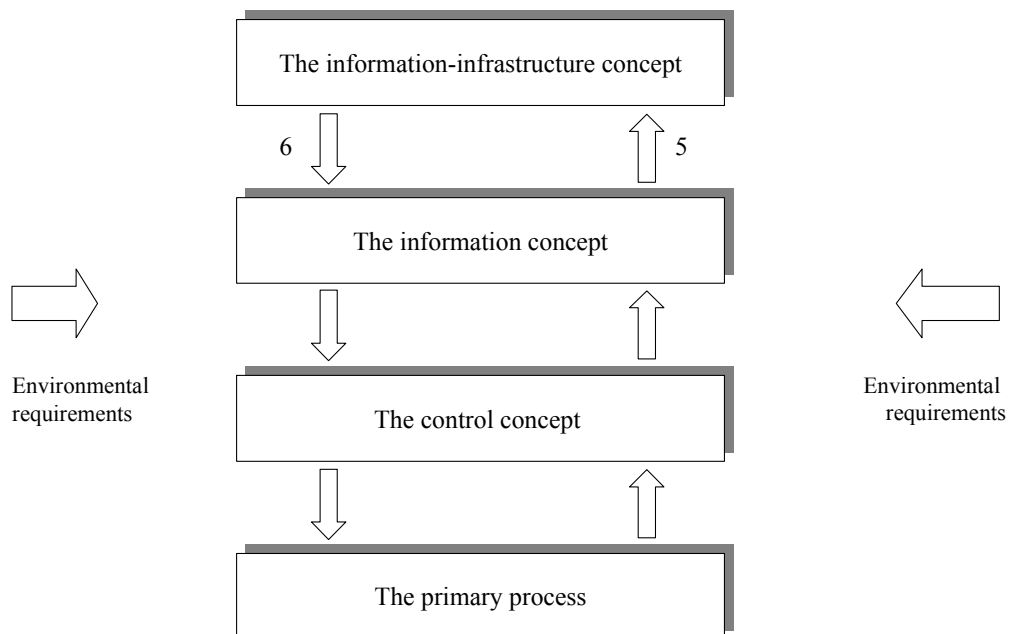 The information-infrastructure concept
6
5
The information concept
Environmental
requirements
Environmental
requirements
The control concept
The primary process